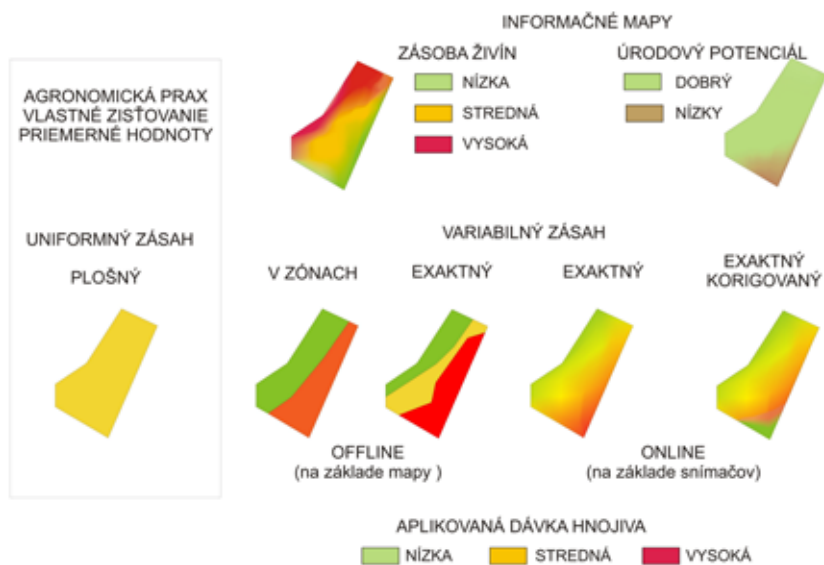 INFORMAČNÉ MAPY
AGRONOMICKÁ PRAX
VLASTNÉ ZISŤOVANIE
PRIEMERNÉ HODNOTY
ZÁSOBA ŽIVÍN
NÍZKA
STREDNÁ
VYSOKÁ
ÚRODOVÝ POTENCIÁL
DOBRÝ
NÍZKY
UNIFORMNÝ ZÁSAH
PLOŠNÝ
VARIABILNÝ ZÁSAH
V ZÓNACH
EXAKTNÝ
EXAKTNÝ
EXAKTNÝ
KORIGOVANÝ
OFFLINE
(na základe mapy )
ONLINE
(na základe snímačov)
APLIKOVANÁ DÁVKA HNOJIVA
NÍZKA
STREDNÁ
VYSOKÁ